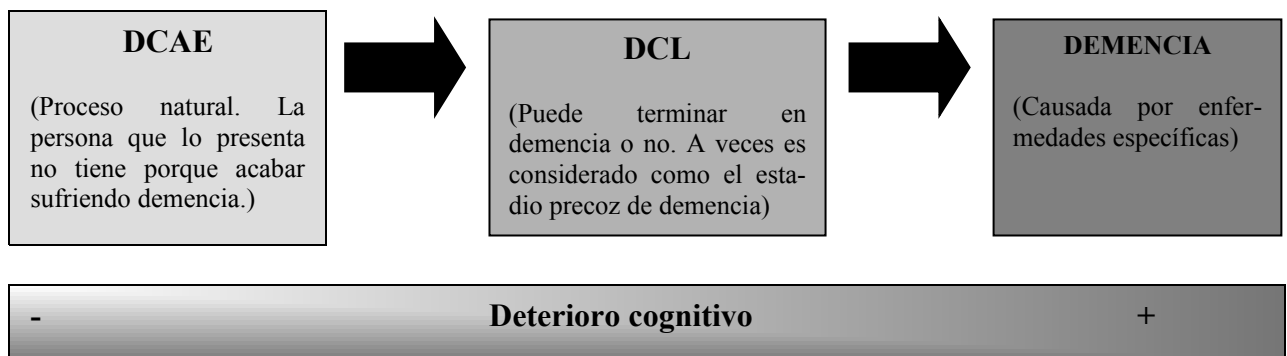 DCAE
(Proceso natural. La
persona que lo presenta
no tiene porque acabar
sufriendo demencia.)
DCL
(Puede terminar en
demencia o no. A veces es
considerado como el esta-
dio precoz de demencia)
DEMENCIA
(Causada por enfer-
medades específicas)
- Deterioro cognitivo +